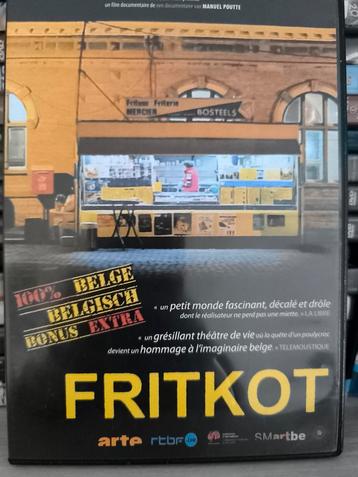 un film documentaire de een documentaire van MANUEL POUTTE
Frituur Friterie
MERCIER
BOSTEELS
100% BELGE
BELGISCH
BONUS EXTRA
« un petit monde fascinant, décalé et drôle
dont le réalisateur ne perd pas une miette. » LA LIBRE
« un grésillant théâtre de vie où la quête d'un poulycroc
devient un hommage à l'imaginaire belge. » TELEMOUSTIQUE
FRITKOT
arte rtbf SMartbe